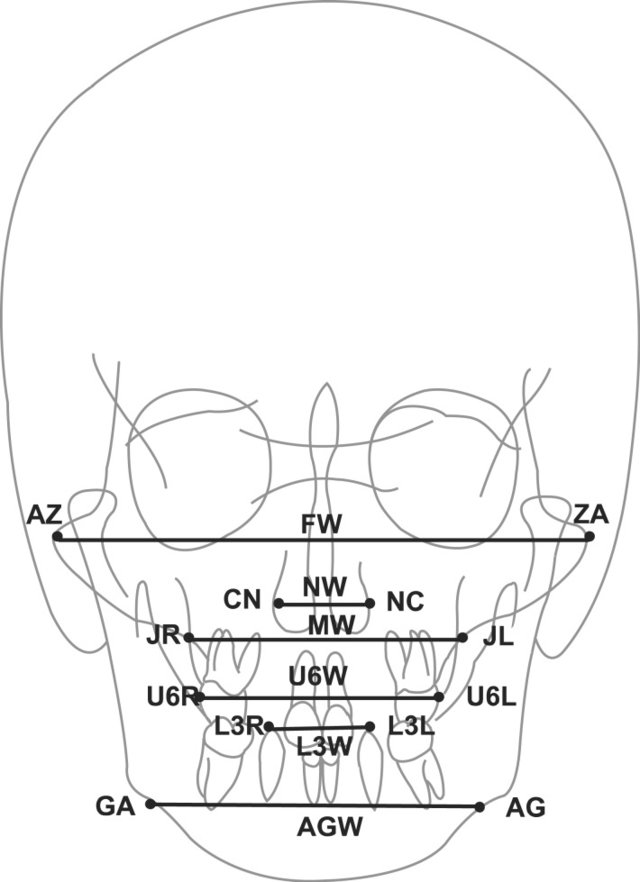 AZ FW ZA
CN NW NC
JR MW JL
U6R U6W U6L
L3R L3W L3L
GA AGW AG